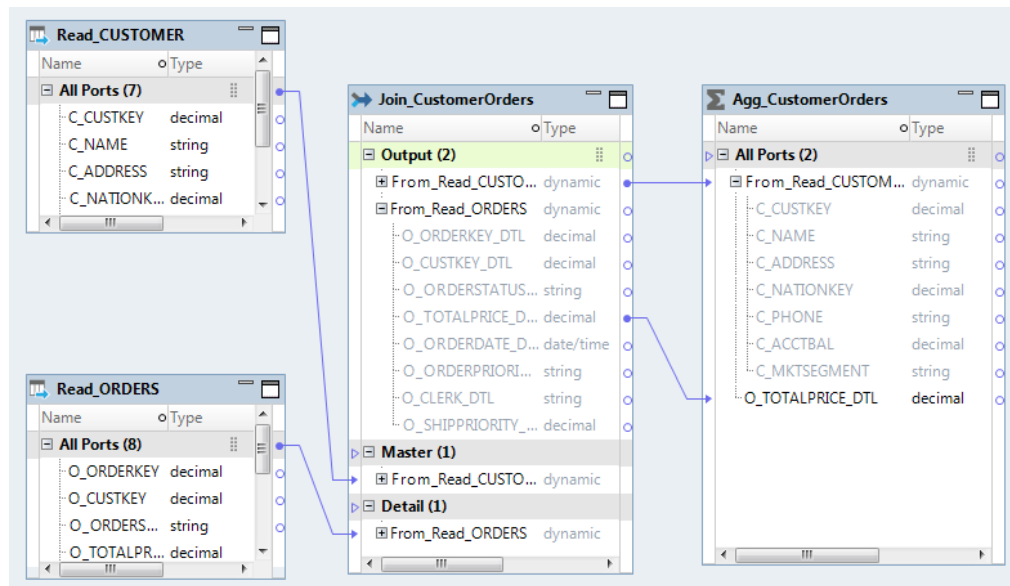 Read_CUSTOMER
Name Type
All Ports (7)
C_CUSTKEY decimal
C_NAME string
C_ADDRESS string
C_NATIONK... decimal
Read_ORDERS
Name Type
All Ports (8)
O_ORDERKEY decimal
O_CUSTKEY decimal
O_ORDERS... string
O_TOTALPR... decimal
Join_CustomerOrders
Name Type
Output (2)
From_Read_CUSTO... dynamic
From_Read_ORDERS dynamic
O_ORDERKEY_DTL decimal
O_CUSTKEY_DTL decimal
O_ORDERSTATUS... string
O_TOTALPRICE_D... decimal
O_ORDERDATE_D... date/time
O_ORDERPRIORI... string
O_CLERK_DTL string
O_SHIPPRIORITY_... decimal
Master (1)
From_Read_CUSTO... dynamic
Detail (1)
From_Read_ORDERS dynamic
Agg_CustomerOrders
Name Type
All Ports (2)
From_Read_CUSTOM... dynamic
C_CUSTKEY decimal
C_NAME string
C_ADDRESS string
C_NATIONKEY decimal
C_PHONE string
C_ACCTBAL decimal
C_MKTSEGMENT string
O_TOTALPRICE_DTL decimal